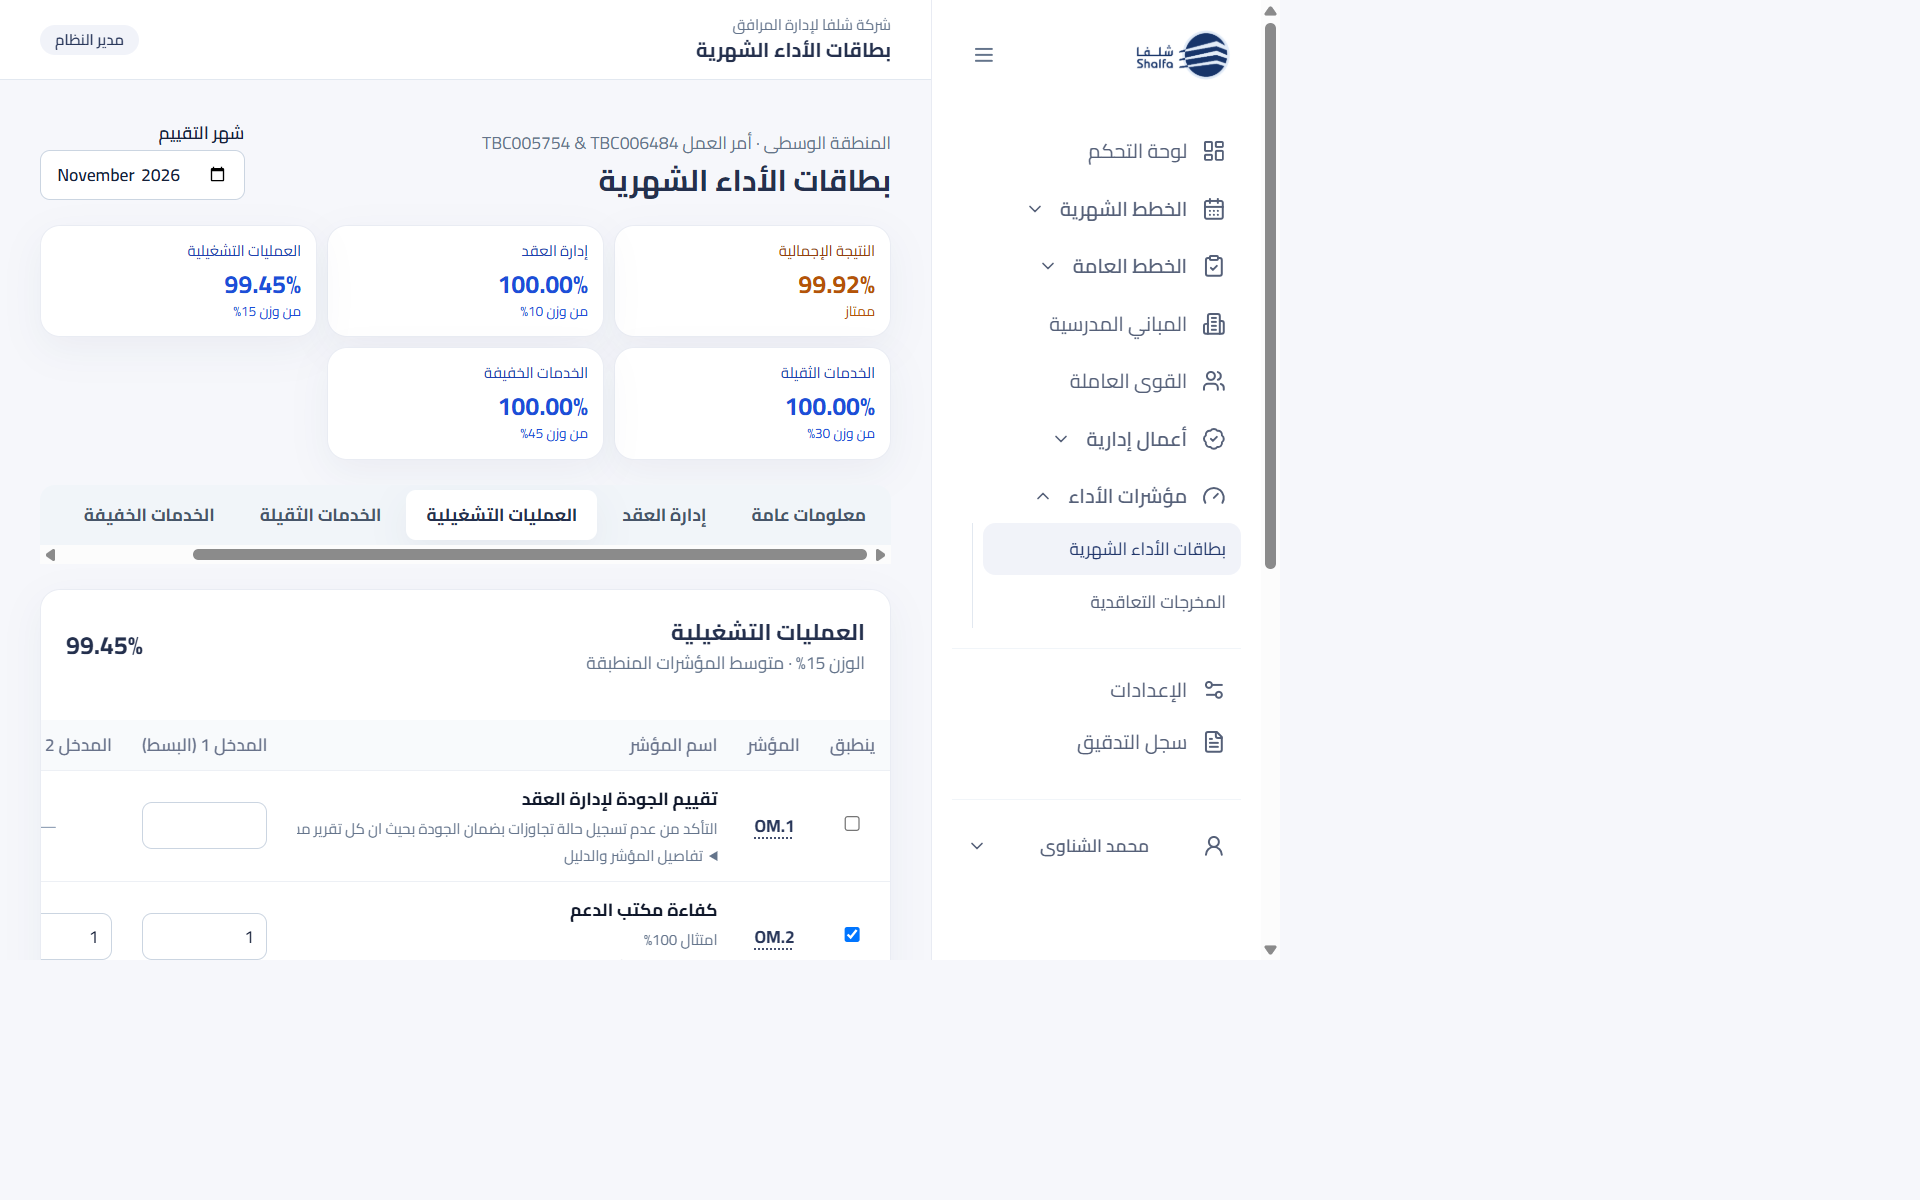 شلفا
Shalfa
لوحة التحكم
الخطط الشهرية
الخطط العامة
المباني المدرسية
القوى العاملة
أعمال إدارية
مؤشرات الأداء
بطاقات الأداء الشهرية
المخرجات التعاقدية
الإعدادات
سجل التدقيق
محمد الشناوى
شركة شلفا لإدارة المرافق
بطاقات الأداء الشهرية
مدير النظام
المنطقة الوسطى · أمر العمل TBC005754 & TBC006484
بطاقات الأداء الشهرية
شهر التقييم
November 2026
النتيجة الإجمالية
99.92%
ممتاز
إدارة العقد
100.00%
من وزن 10%
العمليات التشغيلية
99.45%
من وزن 15%
الخدمات الثقيلة
100.00%
من وزن 30%
الخدمات الخفيفة
100.00%
من وزن 45%
معلومات عامة
إدارة العقد
العمليات التشغيلية
الخدمات الثقيلة
الخدمات الخفيفة
العمليات التشغيلية
الوزن 15% · متوسط المؤشرات المنطبقة
99.45%
ينطبق المؤشر اسم المؤشر المدخل 1 (البسط) المدخل 2
تقييم الجودة لإدارة العقد
OM.1
التأكد من عدم تسجيل حالة تجاوزات بضمان الجودة بحيث ان كل تقرير
—
تفاصيل المؤشر والدليل
كفاءة مكتب الدعم
OM.2
امتثال 100%
1
1